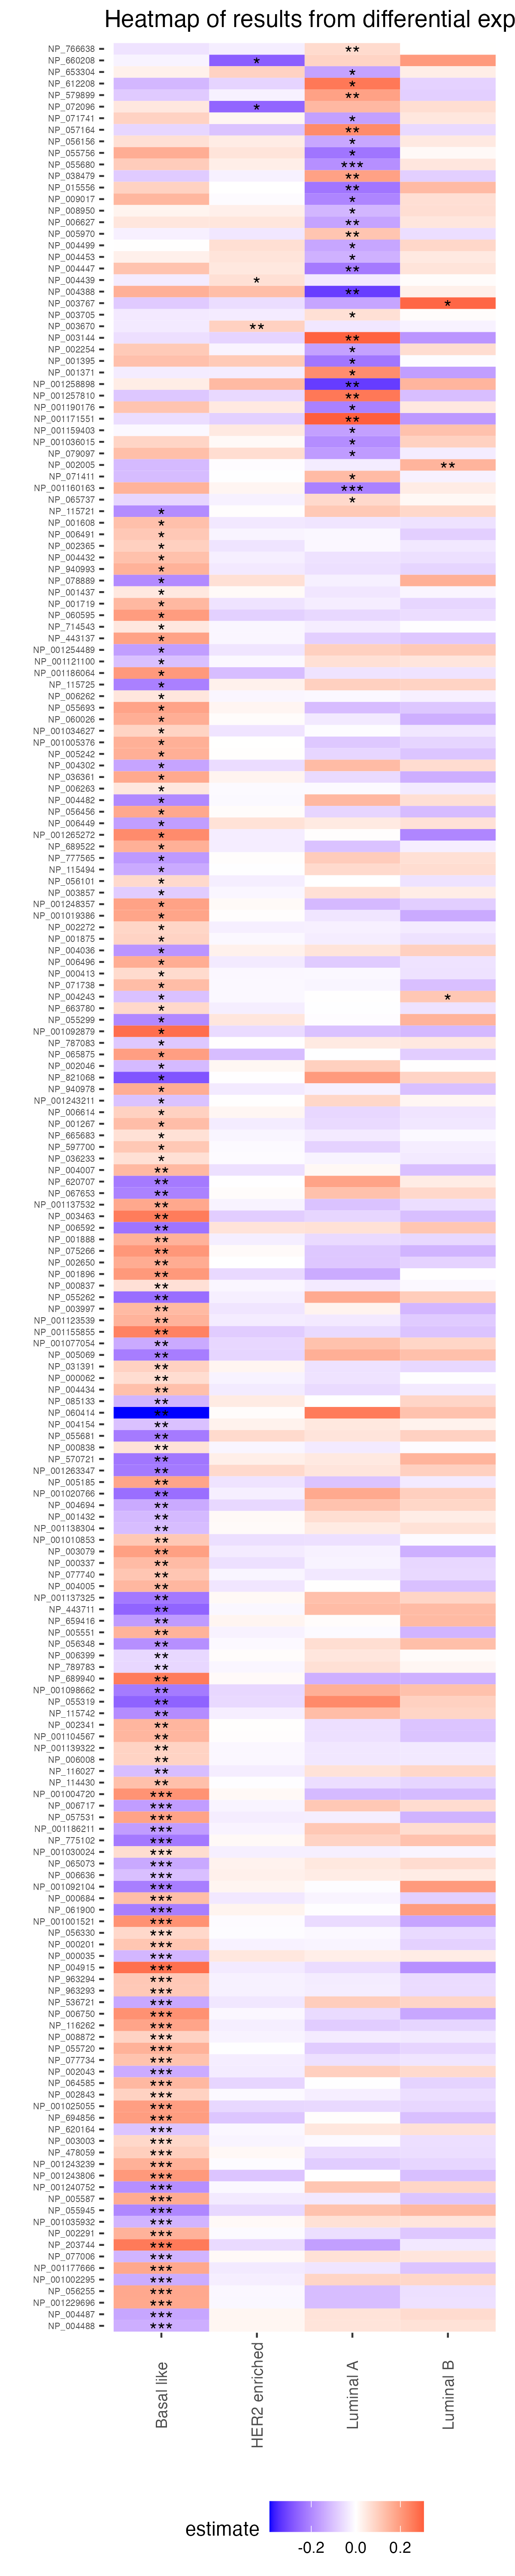 Heatmap of results from differential exp
NP_766638
**
NP_660208
*
NP_653304
*
NP_612208
*
NP_579899
**
NP_072096
*
NP_071741
*
NP_057164
**
NP_056156
*
NP_055756
*
NP_055680
***
NP_038479
**
NP_015556
**
NP_009017
*
NP_008950
*
NP_006627
**
NP_005970
**
NP_004499
*
NP_004453
*
NP_004447
**
NP_004439
*
NP_004388
**
NP_003767
*
NP_003705
*
NP_003670
**
NP_003144
**
NP_002254
*
NP_001395
*
NP_001371
*
NP_001258898
**
NP_001257810
**
NP_001190176
*
NP_001171551
**
NP_001159403
*
NP_001036015
*
NP_079097
*
NP_002005
**
NP_071411
*
NP_001160163
***
NP_065737
*
NP_115721
*
NP_001608
*
NP_006491
*
NP_002365
*
NP_004432
*
NP_940993
*
NP_078889
*
NP_001437
*
NP_001719
*
NP_060595
*
NP_714543
*
NP_443137
*
NP_001254489
*
NP_001121100
*
NP_001186064
*
NP_115725
*
NP_006262
*
NP_055693
*
NP_060026
*
NP_001034627
*
NP_001005376
*
NP_005242
*
NP_004302
*
NP_036361
*
NP_006263
*
NP_004482
*
NP_056456
*
NP_006449
*
NP_001265272
*
NP_689522
*
NP_777565
*
NP_115494
*
NP_056101
*
NP_003857
*
NP_001248357
*
NP_001019386
*
NP_002272
*
NP_001875
*
NP_004036
*
NP_006496
*
NP_000413
*
NP_071738
*
NP_004243
* *
NP_663780
*
NP_055299
*
NP_001092879
*
NP_787083
*
NP_065875
*
NP_002046
*
NP_821068
*
NP_940978
*
NP_001243211
*
NP_006614
*
NP_001267
*
NP_665683
*
NP_597700
*
NP_036233
*
NP_004007
**
NP_620707
**
NP_067653
**
NP_001137532
**
NP_003463
**
NP_006592
**
NP_001888
**
NP_075266
**
NP_002650
**
NP_001896
**
NP_000837
**
NP_055262
**
NP_003997
**
NP_001123539
**
NP_001155855
**
NP_001077054
**
NP_005069
**
NP_031391
**
NP_000062
**
NP_004434
**
NP_085133
**
NP_060414
**
NP_004154
**
NP_055681
**
NP_000838
**
NP_570721
**
NP_001263347
**
NP_005185
**
NP_001020766
**
NP_004694
**
NP_001432
**
NP_001138304
**
NP_001010853
**
NP_003079
**
NP_000337
**
NP_077740
**
NP_004005
**
NP_001137325
**
NP_443711
**
NP_659416
**
NP_005551
**
NP_056348
**
NP_006399
**
NP_789783
**
NP_689940
**
NP_001098662
**
NP_055319
**
NP_115742
**
NP_002341
**
NP_001104567
**
NP_001139322
**
NP_006008
**
NP_116027
**
NP_114430
**
NP_001004720
***
NP_006717
***
NP_057531
***
NP_001186211
***
NP_775102
***
NP_001030024
***
NP_065073
***
NP_006636
***
NP_001092104
***
NP_000684
***
NP_061900
***
NP_001001521
***
NP_056330
***
NP_000201
***
NP_000035
***
NP_004915
***
NP_963294
***
NP_963293
***
NP_536721
***
NP_006750
***
NP_116262
***
NP_008872
***
NP_055720
***
NP_077734
***
NP_002043
***
NP_064585
***
NP_002843
***
NP_001025055
***
NP_694856
***
NP_620164
***
NP_003003
***
NP_478059
***
NP_001243239
***
NP_001243806
***
NP_001240752
***
NP_005587
***
NP_055945
***
NP_001035932
***
NP_002291
***
NP_203744
***
NP_077006
***
NP_001177666
***
NP_001002295
***
NP_056255
***
NP_001229696
***
NP_004487
***
NP_004488
***
Basal like
HER2 enriched
Luminal A
Luminal B
estimate
-0.2 0.0 0.2